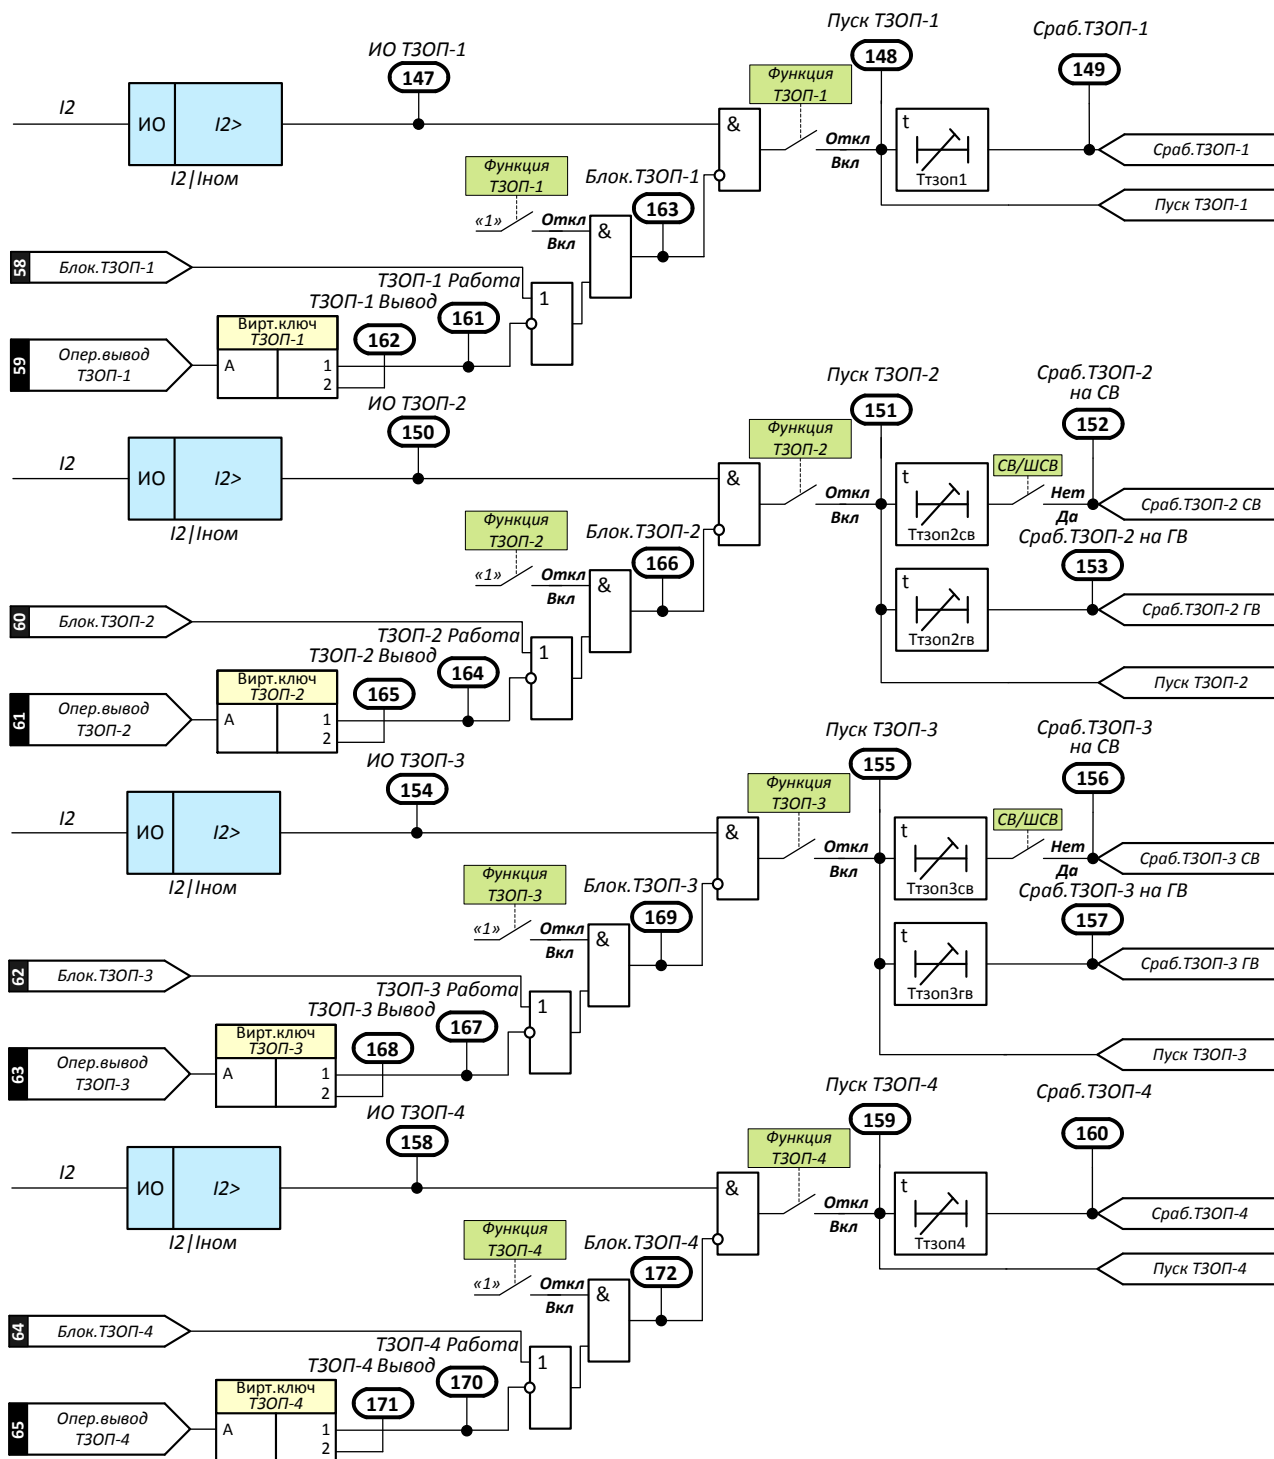 Пуск ТЗОП-1
Сраб.ТЗОП-1
ИО ТЗОП-1
148
149
147
Функция
ТЗОП-1
I2
ИО
I2>
&
Откл
Вкл
t
Tтзоп1
Сраб.ТЗОП-1
I2|Iном
Функция
ТЗОП-1
Блок.ТЗОП-1
Пуск ТЗОП-1
«1»
Откл
Вкл
&
163
58
Блок.ТЗОП-1
ТЗОП-1 Работа
ТЗОП-1 Вывод
1
161
162
Вирт.ключ
ТЗОП-1
59
Опер.вывод
ТЗОП-1
A
1
2
Пуск ТЗОП-2
Сраб.ТЗОП-2
на СВ
ИО ТЗОП-2
151
152
150
Функция
ТЗОП-2
I2
ИО
I2>
&
Откл
Вкл
t
Tтзоп2св
СВ/ШСВ
Нет
Да
Сраб.ТЗОП-2 СВ
I2|Iном
Функция
ТЗОП-2
Блок.ТЗОП-2
Сраб.ТЗОП-2 на ГВ
153
«1»
Откл
Вкл
&
166
t
Tтзоп2гв
Сраб.ТЗОП-2 ГВ
60
Блок.ТЗОП-2
ТЗОП-2 Работа
ТЗОП-2 Вывод
1
164
165
Пуск ТЗОП-2
Вирт.ключ
ТЗОП-2
61
Опер.вывод
ТЗОП-2
A
1
2
Пуск ТЗОП-3
Сраб.ТЗОП-3
на СВ
ИО ТЗОП-3
155
156
154
Функция
ТЗОП-3
I2
ИО
I2>
&
Откл
Вкл
t
Tтзоп3св
СВ/ШСВ
Нет
Да
Сраб.ТЗОП-3 СВ
I2|Iном
Функция
ТЗОП-3
Блок.ТЗОП-3
Сраб.ТЗОП-3 на ГВ
157
«1»
Откл
Вкл
&
169
t
Tтзоп3гв
Сраб.ТЗОП-3 ГВ
62
Блок.ТЗОП-3
ТЗОП-3 Работа
ТЗОП-3 Вывод
1
167
168
Пуск ТЗОП-3
Вирт.ключ
ТЗОП-3
63
Опер.вывод
ТЗОП-3
A
1
2
Пуск ТЗОП-4
Сраб.ТЗОП-4
ИО ТЗОП-4
159
160
158
Функция
ТЗОП-4
I2
ИО
I2>
&
Откл
Вкл
t
Tтзоп4
Сраб.ТЗОП-4
I2|Iном
Функция
ТЗОП-4
Блок.ТЗОП-4
Пуск ТЗОП-4
«1»
Откл
Вкл
&
172
64
Блок.ТЗОП-4
ТЗОП-4 Работа
ТЗОП-4 Вывод
1
170
171
Вирт.ключ
ТЗОП-4
65
Опер.вывод
ТЗОП-4
A
1
2